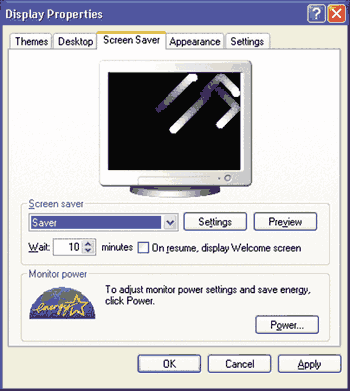 Display Properties
Themes Desktop Screen Saver Appearance Settings
Screen saver
Saver Settings Preview
Wait: 10 minutes On resume, display Welcome screen
Monitor power
To adjust monitor power settings and save energy,
click Power.
energy
Power...
OK Cancel Apply